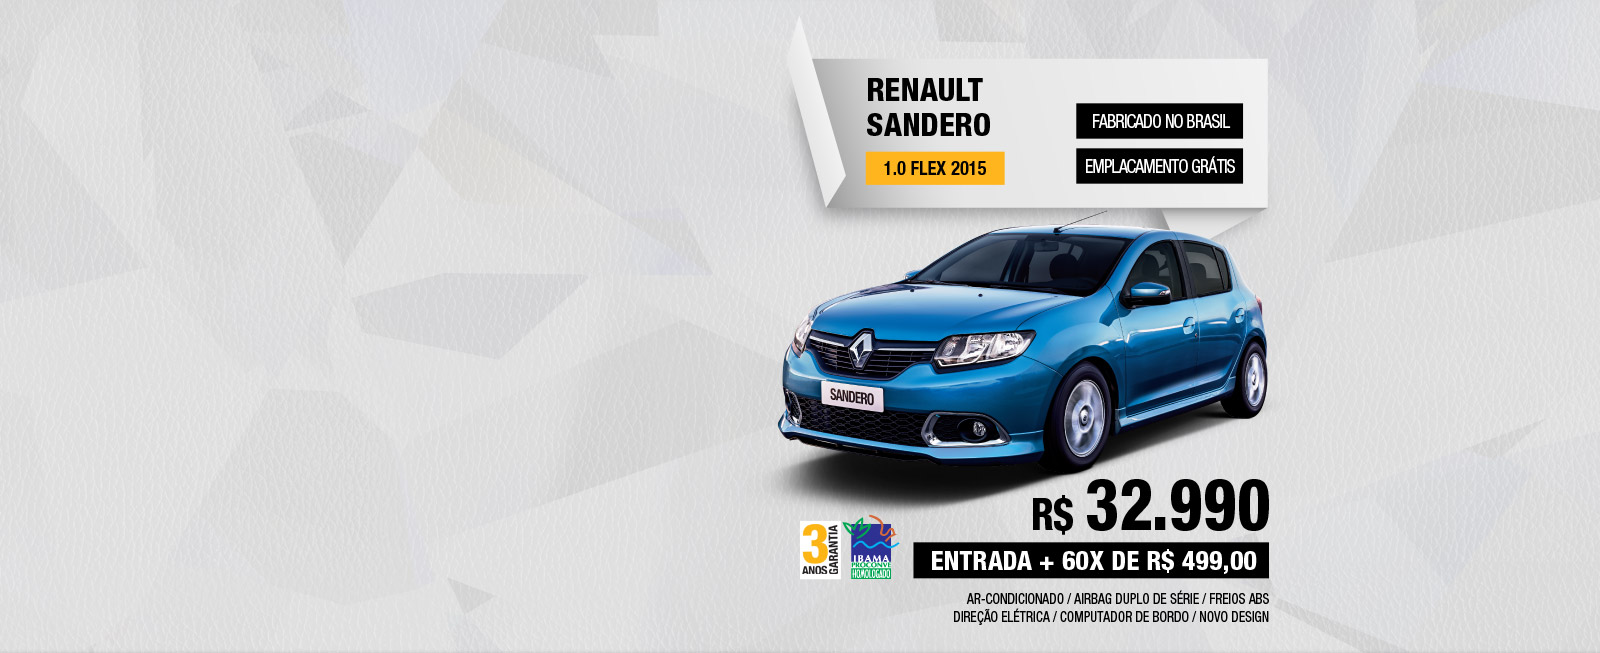 RENAULT
SANDERO
1.0 FLEX 2015
FABRICADO NO BRASIL
EMPLACAMENTO GRÁTIS
SANDERO
R$ 32.990
3
ANOS
GARANTIA
IBAMA
PROCONVE
HOMOLOGADO
ENTRADA + 60X DE R$ 499,00
AR-CONDICIONADO / AIRBAG DUPLO DE SÉRIE / FREIOS ABS
DIREÇÃO ELÉTRICA / COMPUTADOR DE BORDO / NOVO DESIGN